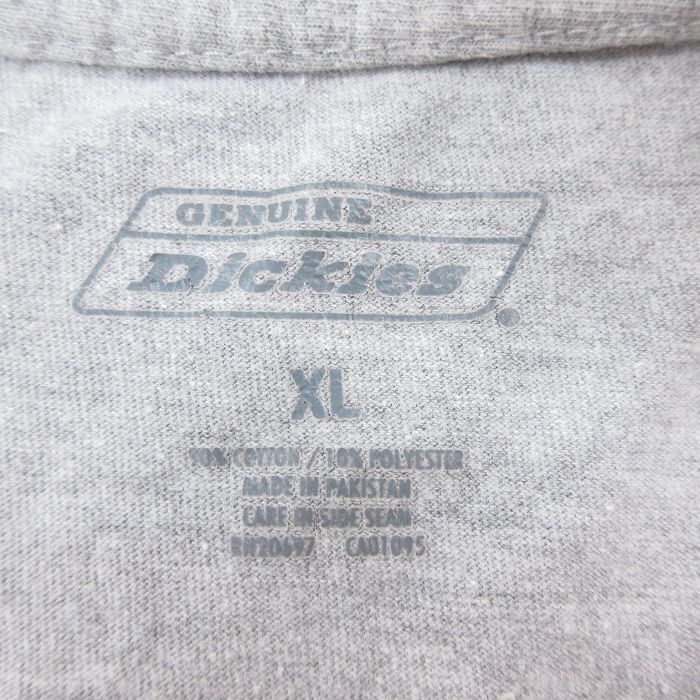 GENUINE
Dickies
XL
90% COTTON / 10% POLYESTER
MADE IN PAKISTAN
CARE IN SIDE SEAM
RN20697 CA01095